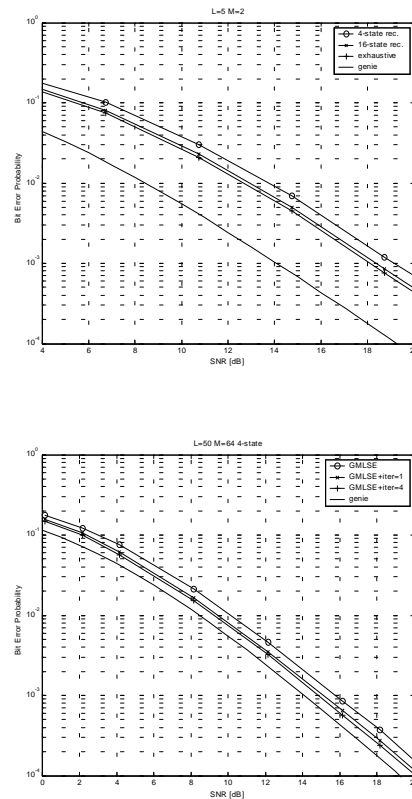 L=5 M=2
4-state rec.
16-state rec.
exhaustive
genie
10^0
10^-1
10^-2
10^-3
10^-4
Bit Error Probability
4 6 8 10 12 14 16 18 20
SNR [dB]
L=50 M=64 4-state
GMLSE
GMLSE+iter=1
GMLSE+iter=4
genie
10^0
10^-1
10^-2
10^-3
10^-4
Bit Error Probability
0 2 4 6 8 10 12 14 16 18 20
SNR [dB]